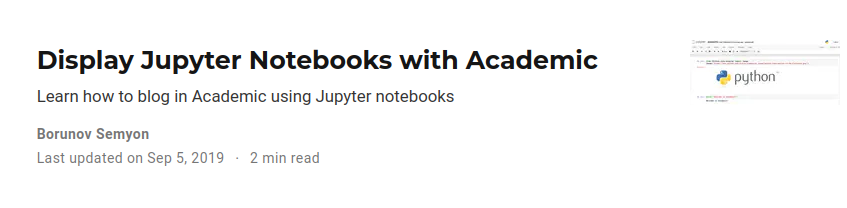 Display Jupyter Notebooks with Academic
Learn how to blog in Academic using Jupyter notebooks
Borunov Semyon
Last updated on Sep 5, 2019 · 2 min read
python